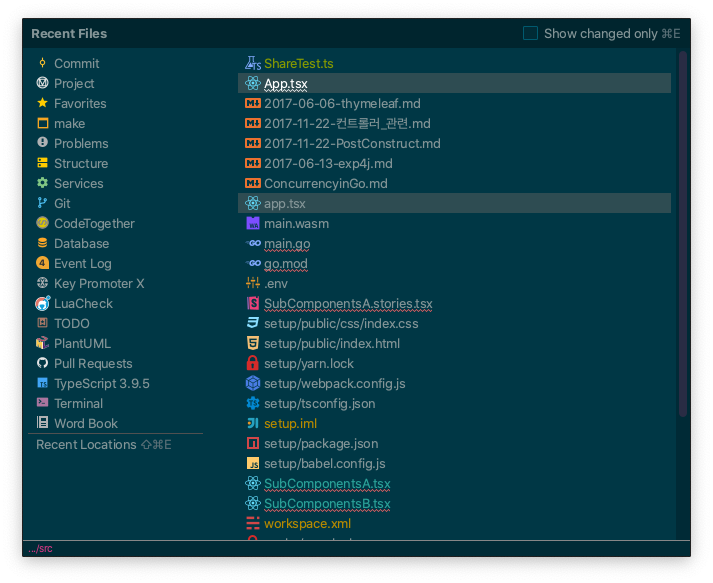 Recent Files
Show changed only ⌘E
Commit
Project
Favorites
make
Problems
Structure
Services
Git
CodeTogether
Database
4 Event Log
Key Promoter X
LuaCheck
TODO
PlantUML
Pull Requests
TypeScript 3.9.5
Terminal
Word Book
Recent Locations ⇧⌘E
ShareTest.ts
App.tsx
2017-06-06-thymeleaf.md
2017-11-22-컨트롤러_관련.md
2017-11-22-PostConstruct.md
2017-06-13-exp4j.md
ConcurrencyinGo.md
app.tsx
main.wasm
main.go
go.mod
.env
SubComponentsA.stories.tsx
setup/public/css/index.css
setup/public/index.html
setup/yarn.lock
setup/webpack.config.js
setup/tsconfig.json
setup.iml
setup/package.json
setup/babel.config.js
SubComponentsA.tsx
SubComponentsB.tsx
workspace.xml
.../src